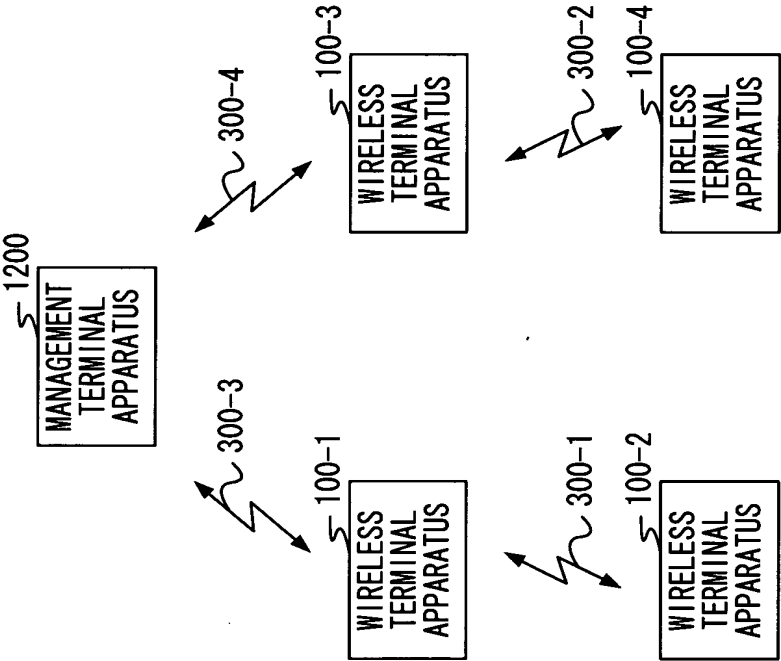 1200
MANAGEMENT
TERMINAL
APPARATUS
300-3
300-4
100-1
WIRELESS
TERMINAL
APPARATUS
100-3
WIRELESS
TERMINAL
APPARATUS
300-1
300-2
100-2
WIRELESS
TERMINAL
APPARATUS
100-4
WIRELESS
TERMINAL
APPARATUS